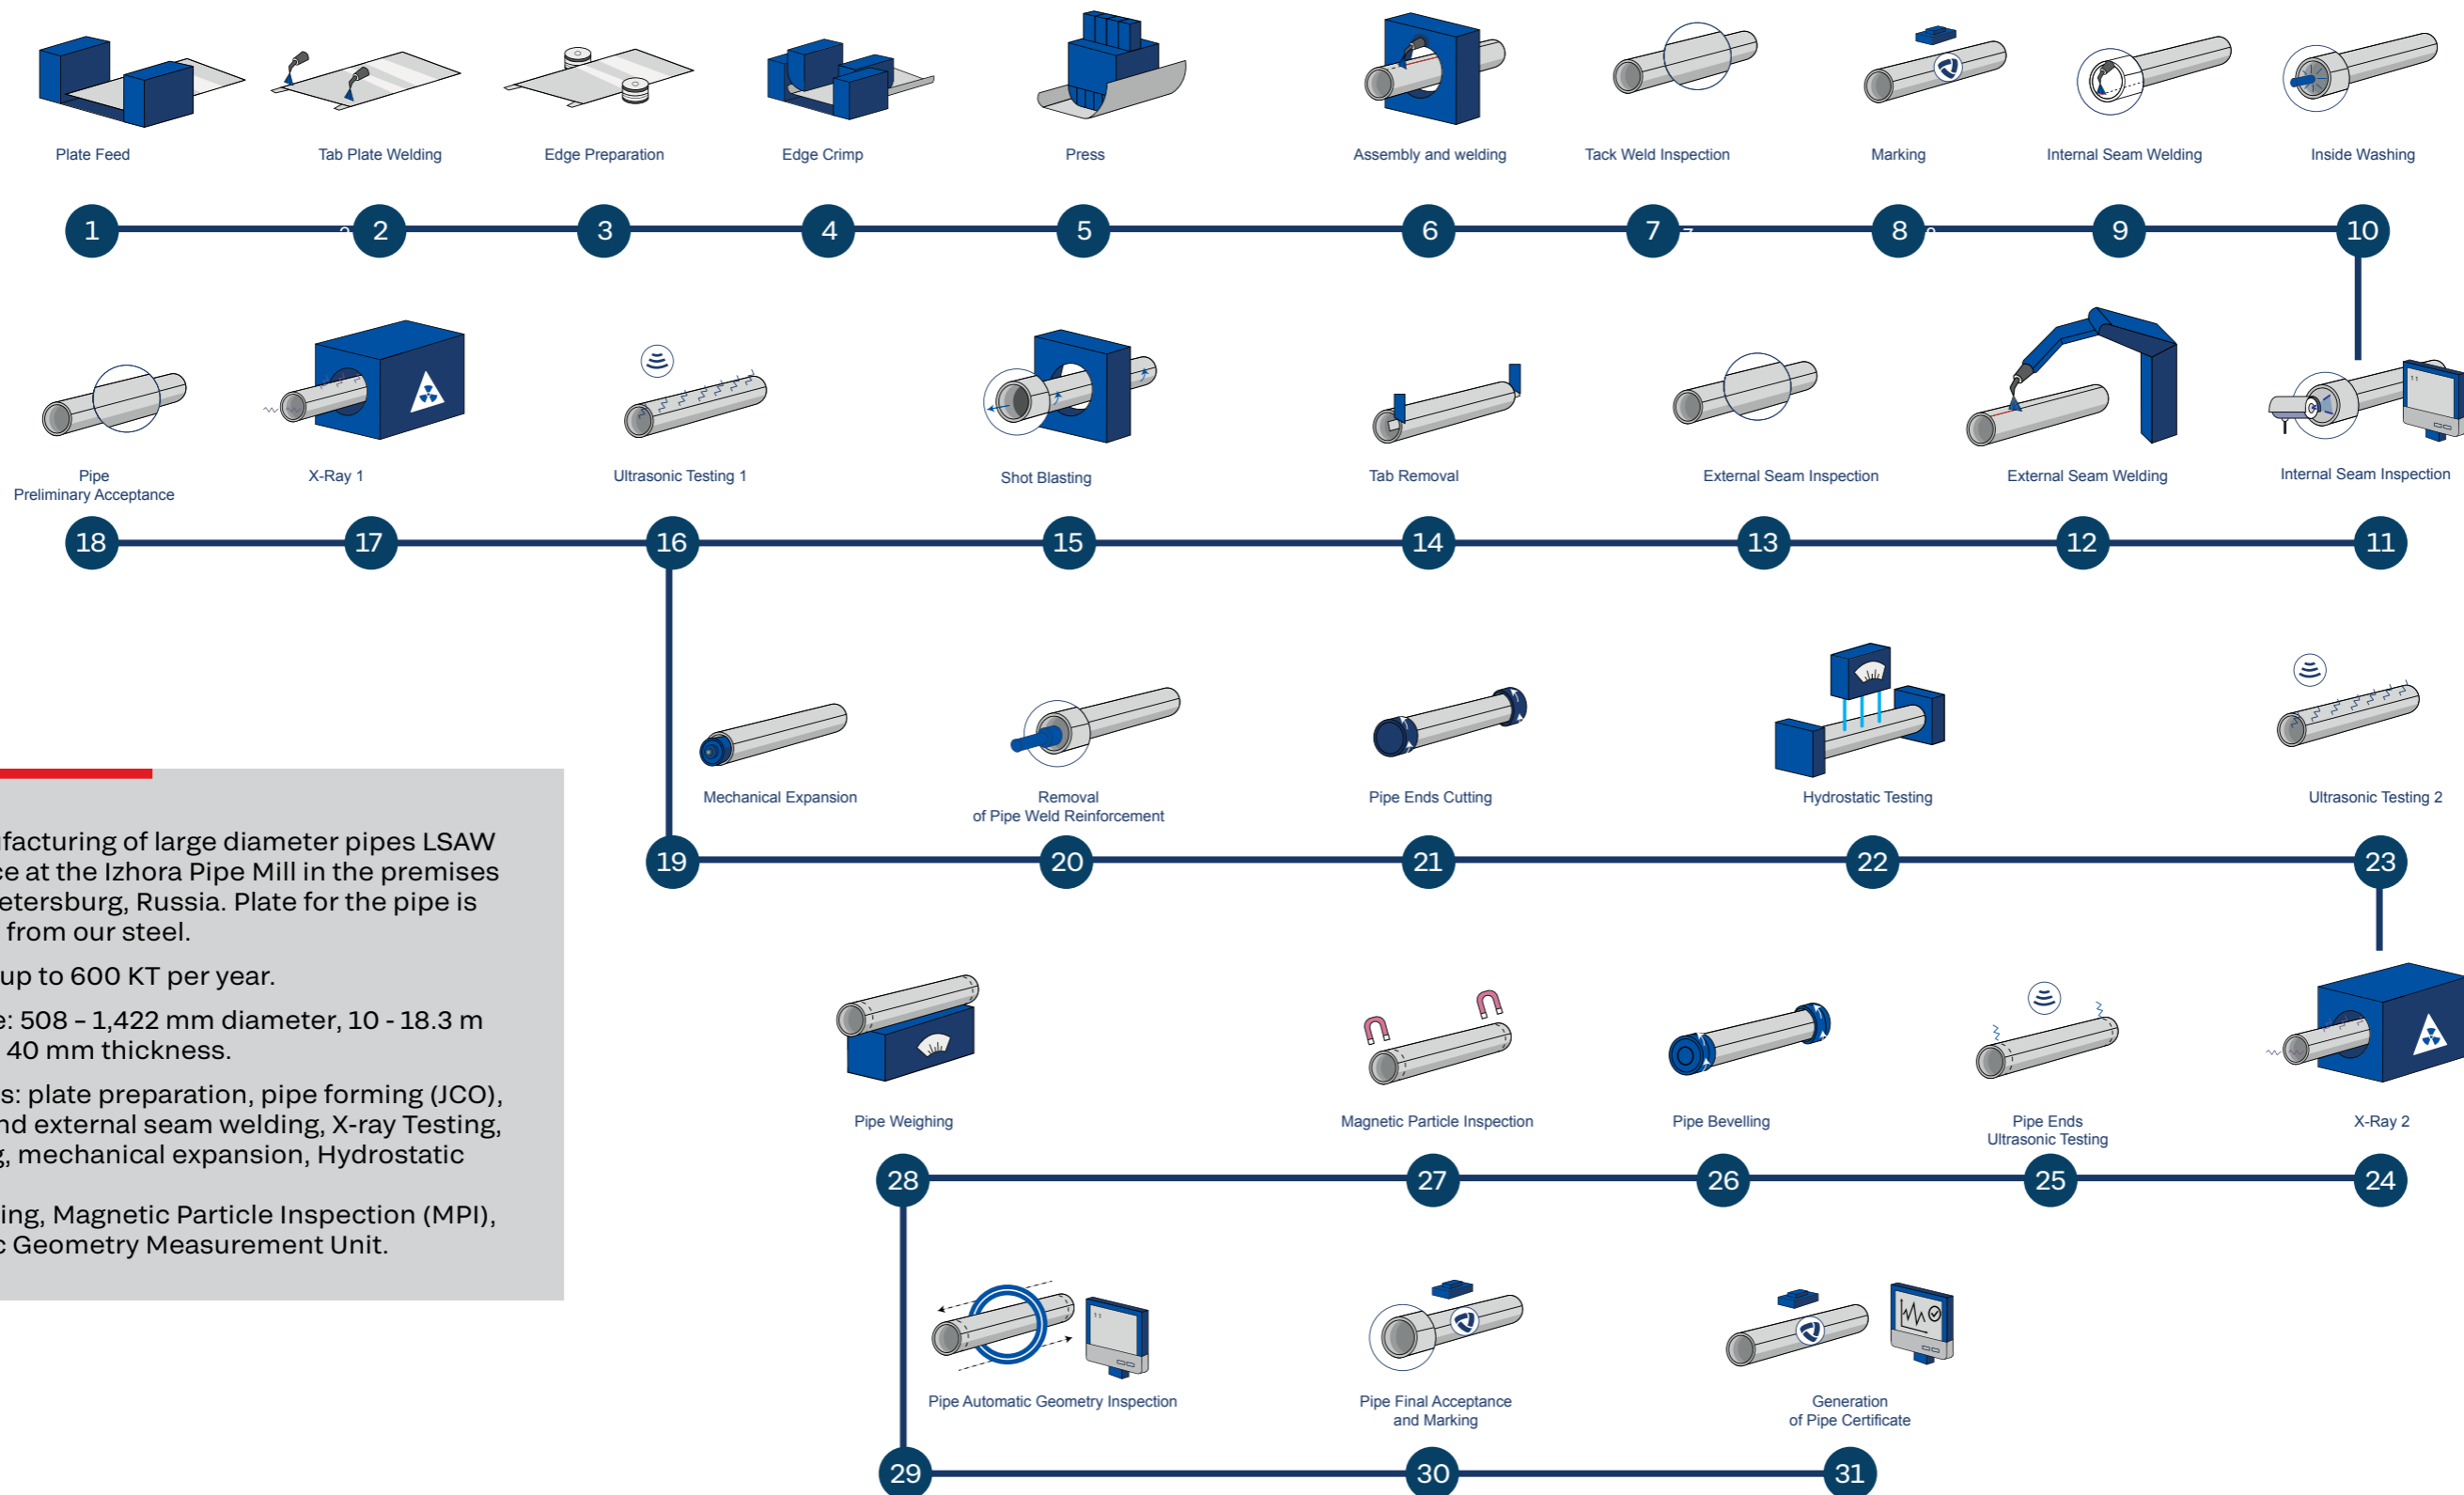 Plate Feed
Tab Plate Welding
Edge Preparation
Edge Crimp
Press
Assembly and welding
Tack Weld Inspection
Marking
Internal Seam Welding
Inside Washing
1
2
3
4
5
6
7
8
9
10
Pipe
Preliminary Acceptance
X-Ray 1
Ultrasonic Testing 1
Shot Blasting
Tab Removal
External Seam Inspection
External Seam Welding
Internal Seam Inspection
18
17
16
15
14
13
12
11
Mechanical Expansion
Removal
of Pipe Weld Reinforcement
Pipe Ends Cutting
Hydrostatic Testing
Ultrasonic Testing 2
19
20
21
22
23
facturing of large diameter pipes LSAW
e at the Izhora Pipe Mill in the premises
etersburg, Russia. Plate for the pipe is
from our steel.
up to 600 KT per year.
e: 508 – 1,422 mm diameter, 10 - 18.3 m
40 mm thickness.
s: plate preparation, pipe forming (JCO),
nd external seam welding, X-ray Testing,
g, mechanical expansion, Hydrostatic
ing, Magnetic Particle Inspection (MPI),
c Geometry Measurement Unit.
Pipe Weighing
Magnetic Particle Inspection
Pipe Bevelling
Pipe Ends
Ultrasonic Testing
X-Ray 2
28
27
26
25
24
Pipe Automatic Geometry Inspection
Pipe Final Acceptance
and Marking
Generation
of Pipe Certificate
29
30
31